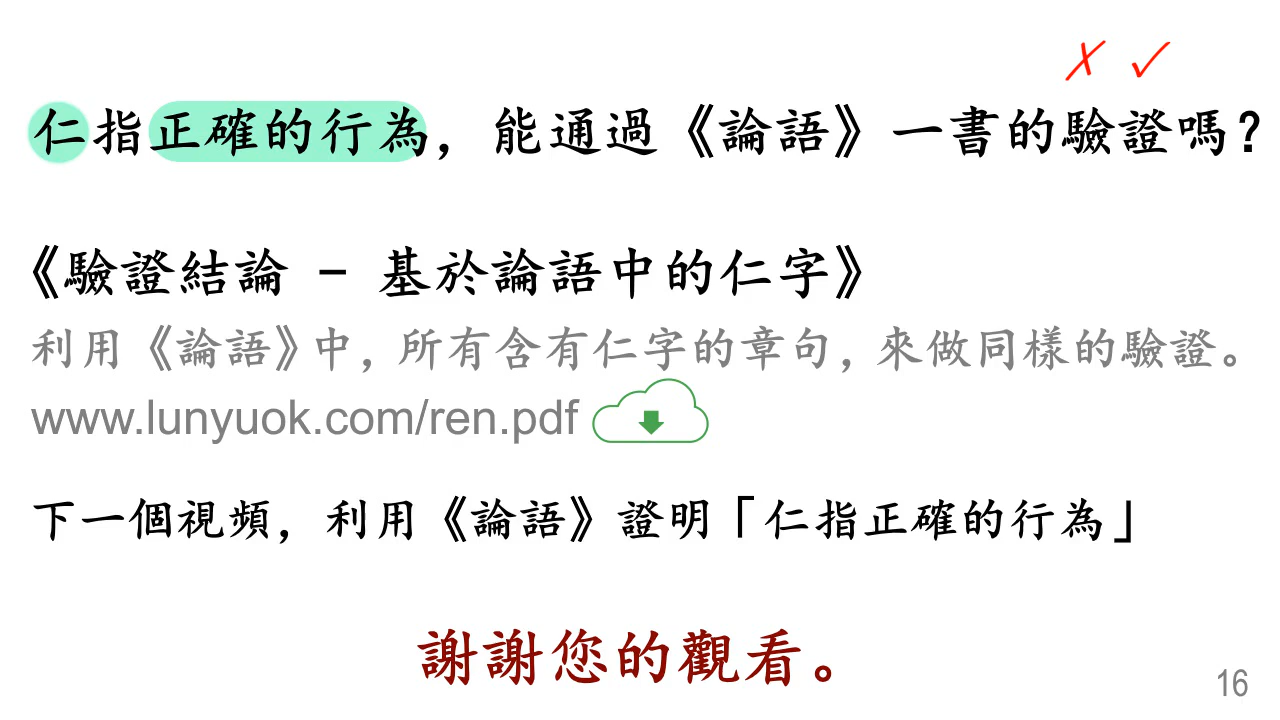 ✗ ✓
仁指正確的行為，能通過《論語》一書的驗證嗎？
《驗證結論 － 基於論語中的仁字》
利用《論語》中，所有含有仁字的章句，來做同樣的驗證。
www.lunyuok.com/ren.pdf
下一個視頻，利用《論語》證明「仁指正確的行為」
謝謝您的觀看。
16